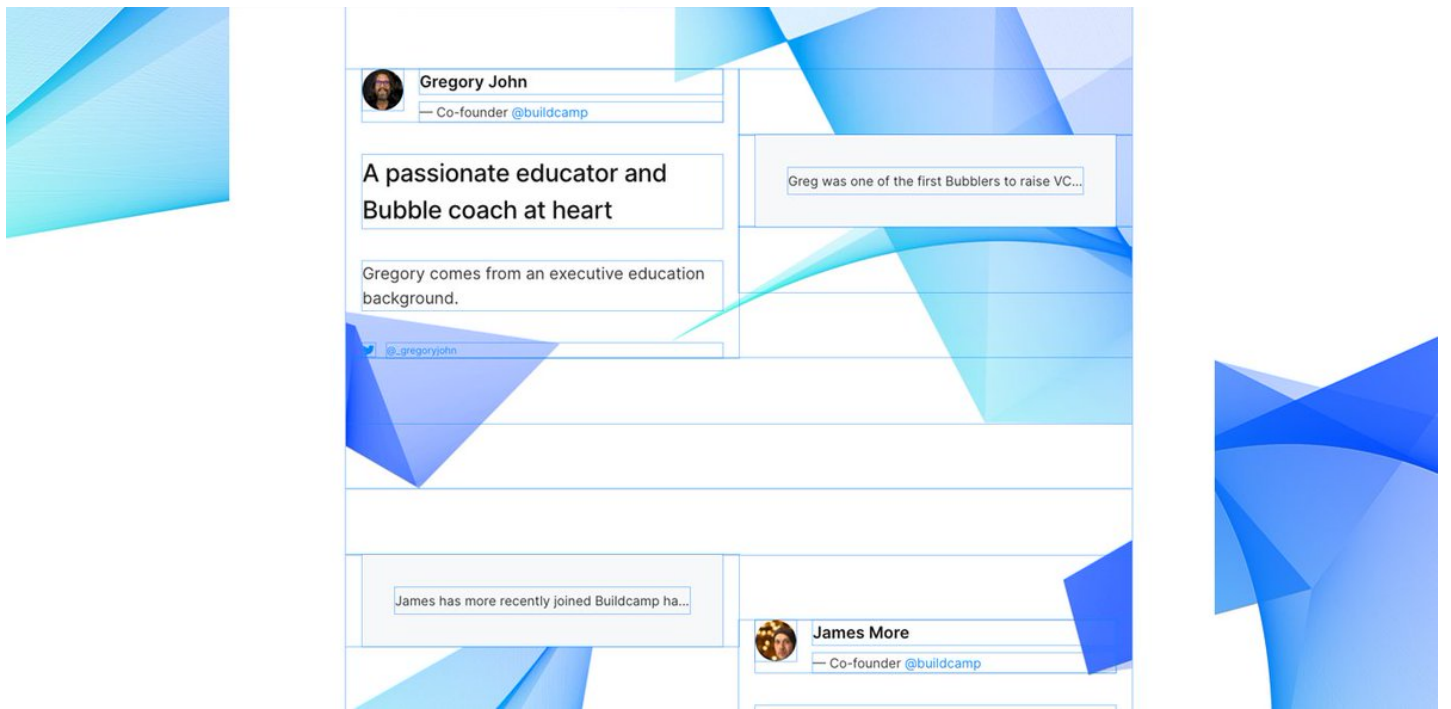 Gregory John
— Co-founder @buildcamp
A passionate educator and
Bubble coach at heart
Gregory comes from an executive education
background.
@_gregoryjohn
Greg was one of the first Bubblers to raise VC...
James has more recently joined Buildcamp ha...
James More
— Co-founder @buildcamp